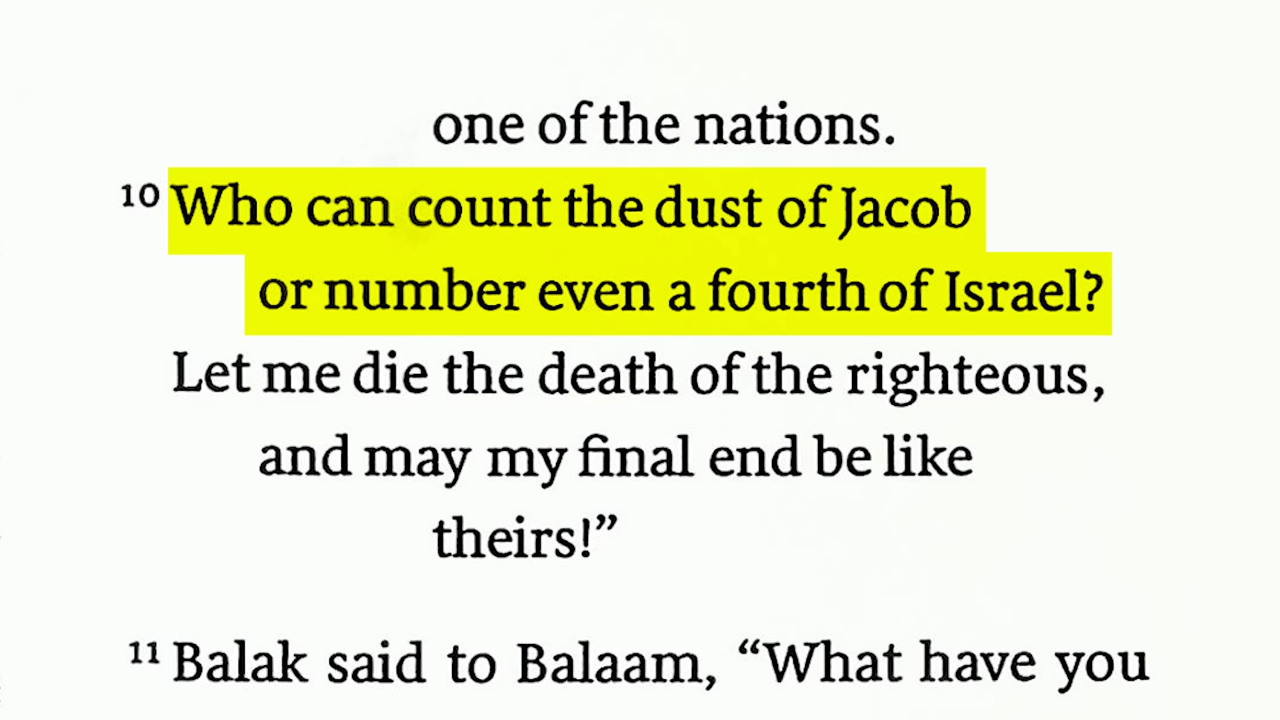 one of the nations.
10 Who can count the dust of Jacob
or number even a fourth of Israel?
Let me die the death of the righteous,
and may my final end be like
theirs!”
11 Balak said to Balaam, “What have you